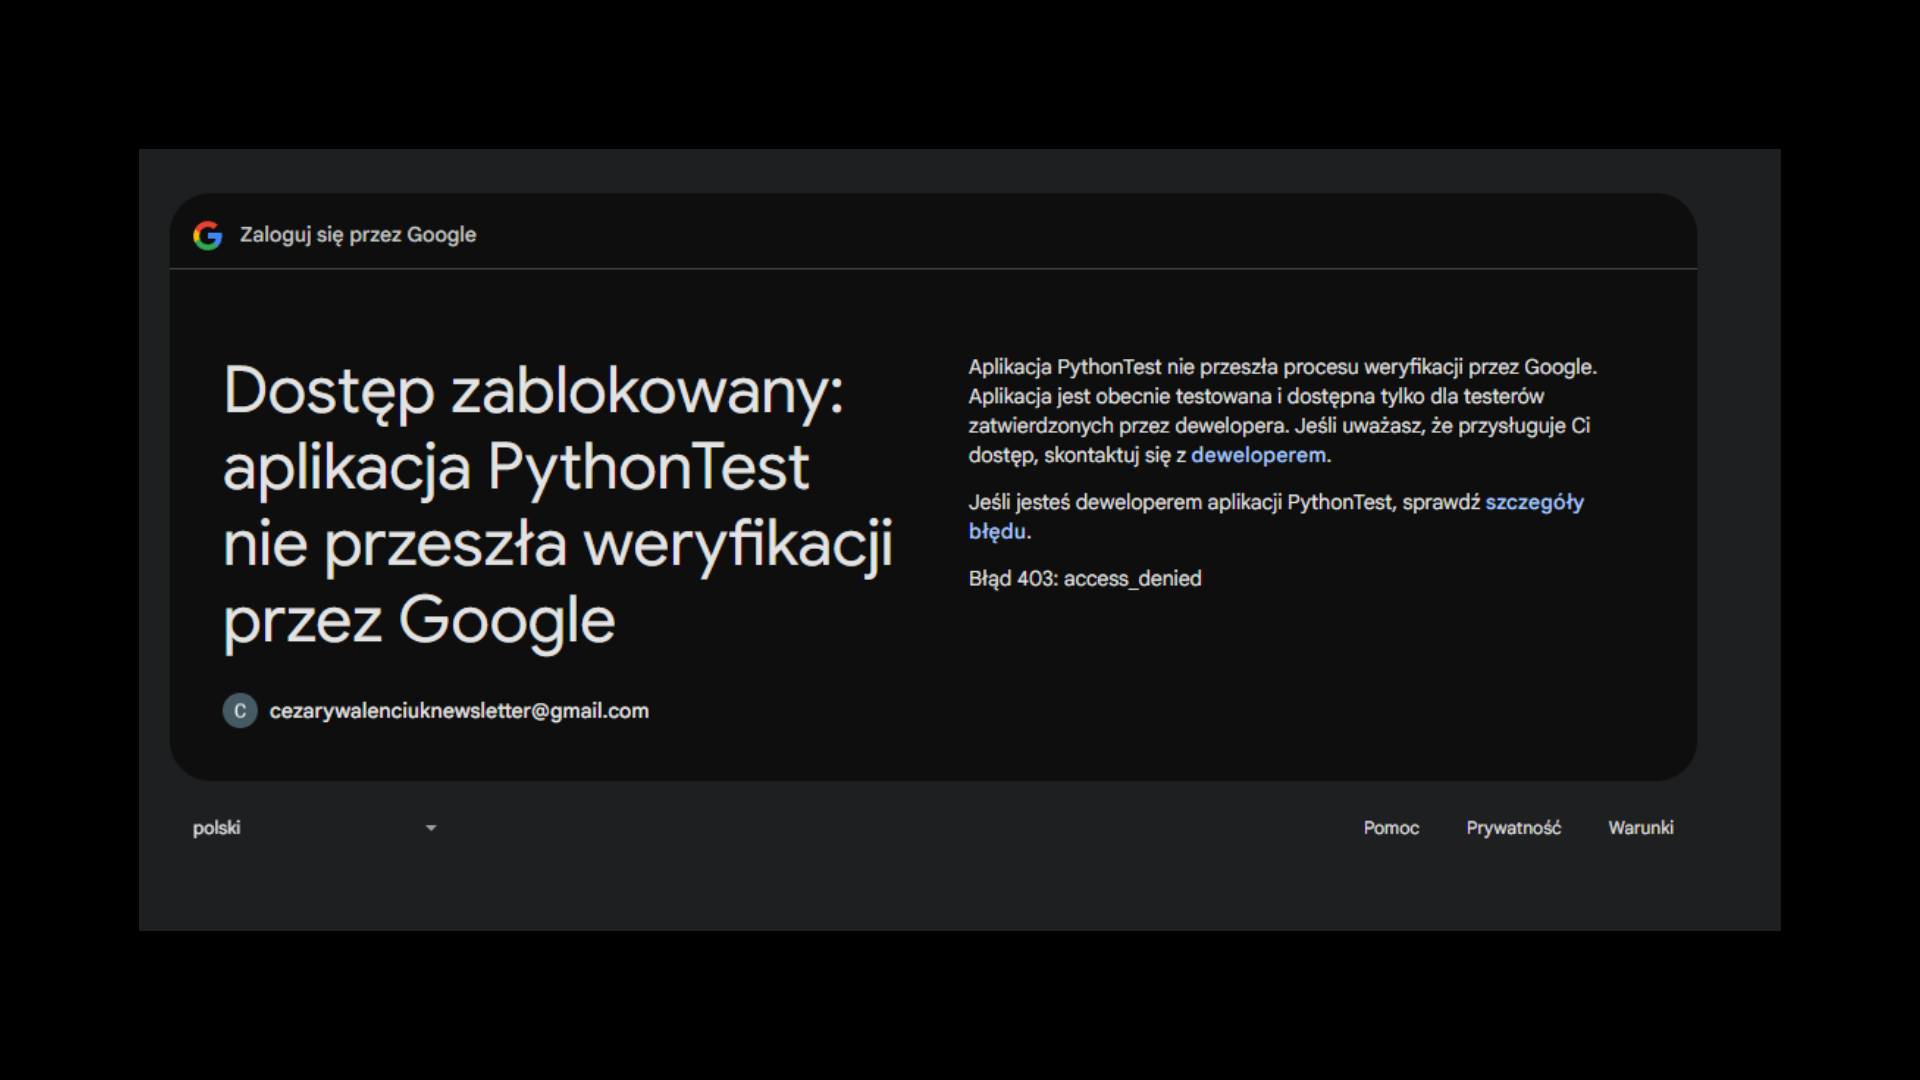 Zaloguj się przez Google
Dostęp zablokowany:
aplikacja PythonTest
nie przeszła weryfikacji
przez Google
C cezarywalenciuknewsletter@gmail.com
Aplikacja PythonTest nie przeszła procesu weryfikacji przez Google.
Aplikacja jest obecnie testowana i dostępna tylko dla testerów
zatwierdzonych przez dewelopera. Jeśli uważasz, że przysługuje Ci
dostęp, skontaktuj się z deweloperem.
Jeśli jesteś deweloperem aplikacji PythonTest, sprawdź szczegóły
błędu.
Błąd 403: access_denied
polski
Pomoc Prywatność Warunki